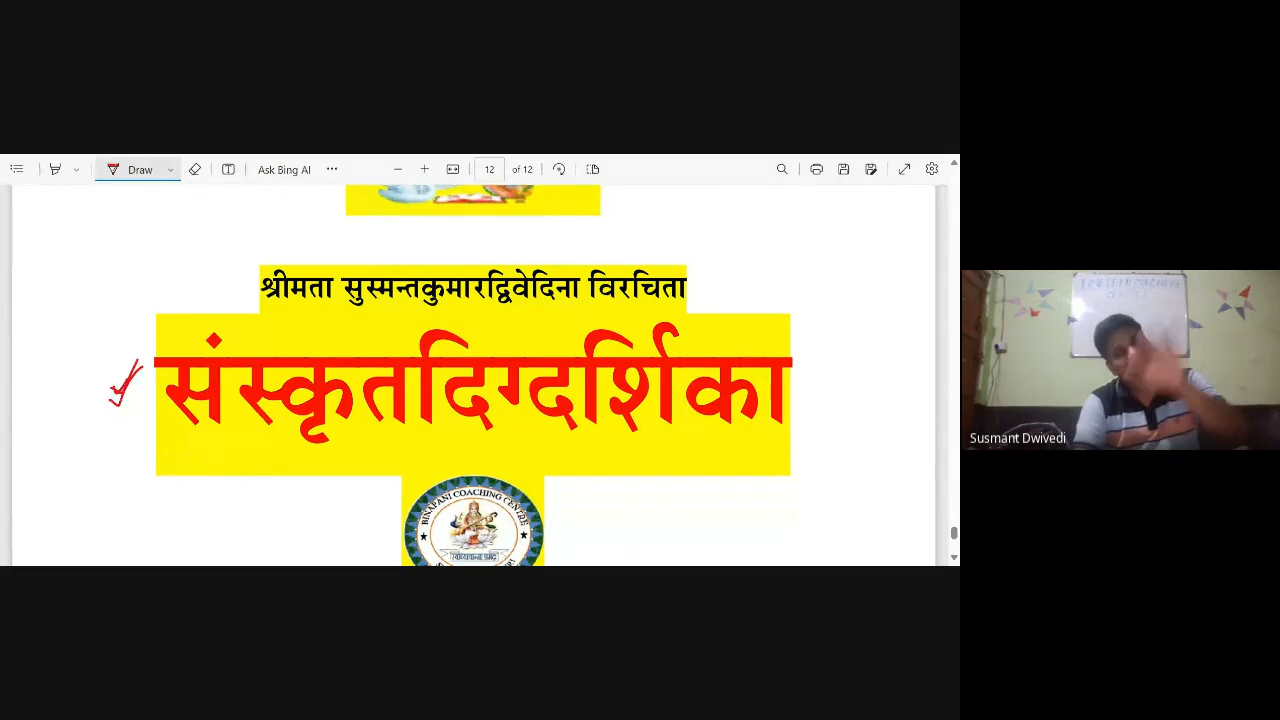 Draw
Ask Bing AI
12 of 12
श्रीमता सुस्मन्तकुमारद्विवेदिना विरचिता
संस्कृतदिग्दर्शिका
BINAPANI COACHING CENTRE
Susmant Dwivedi